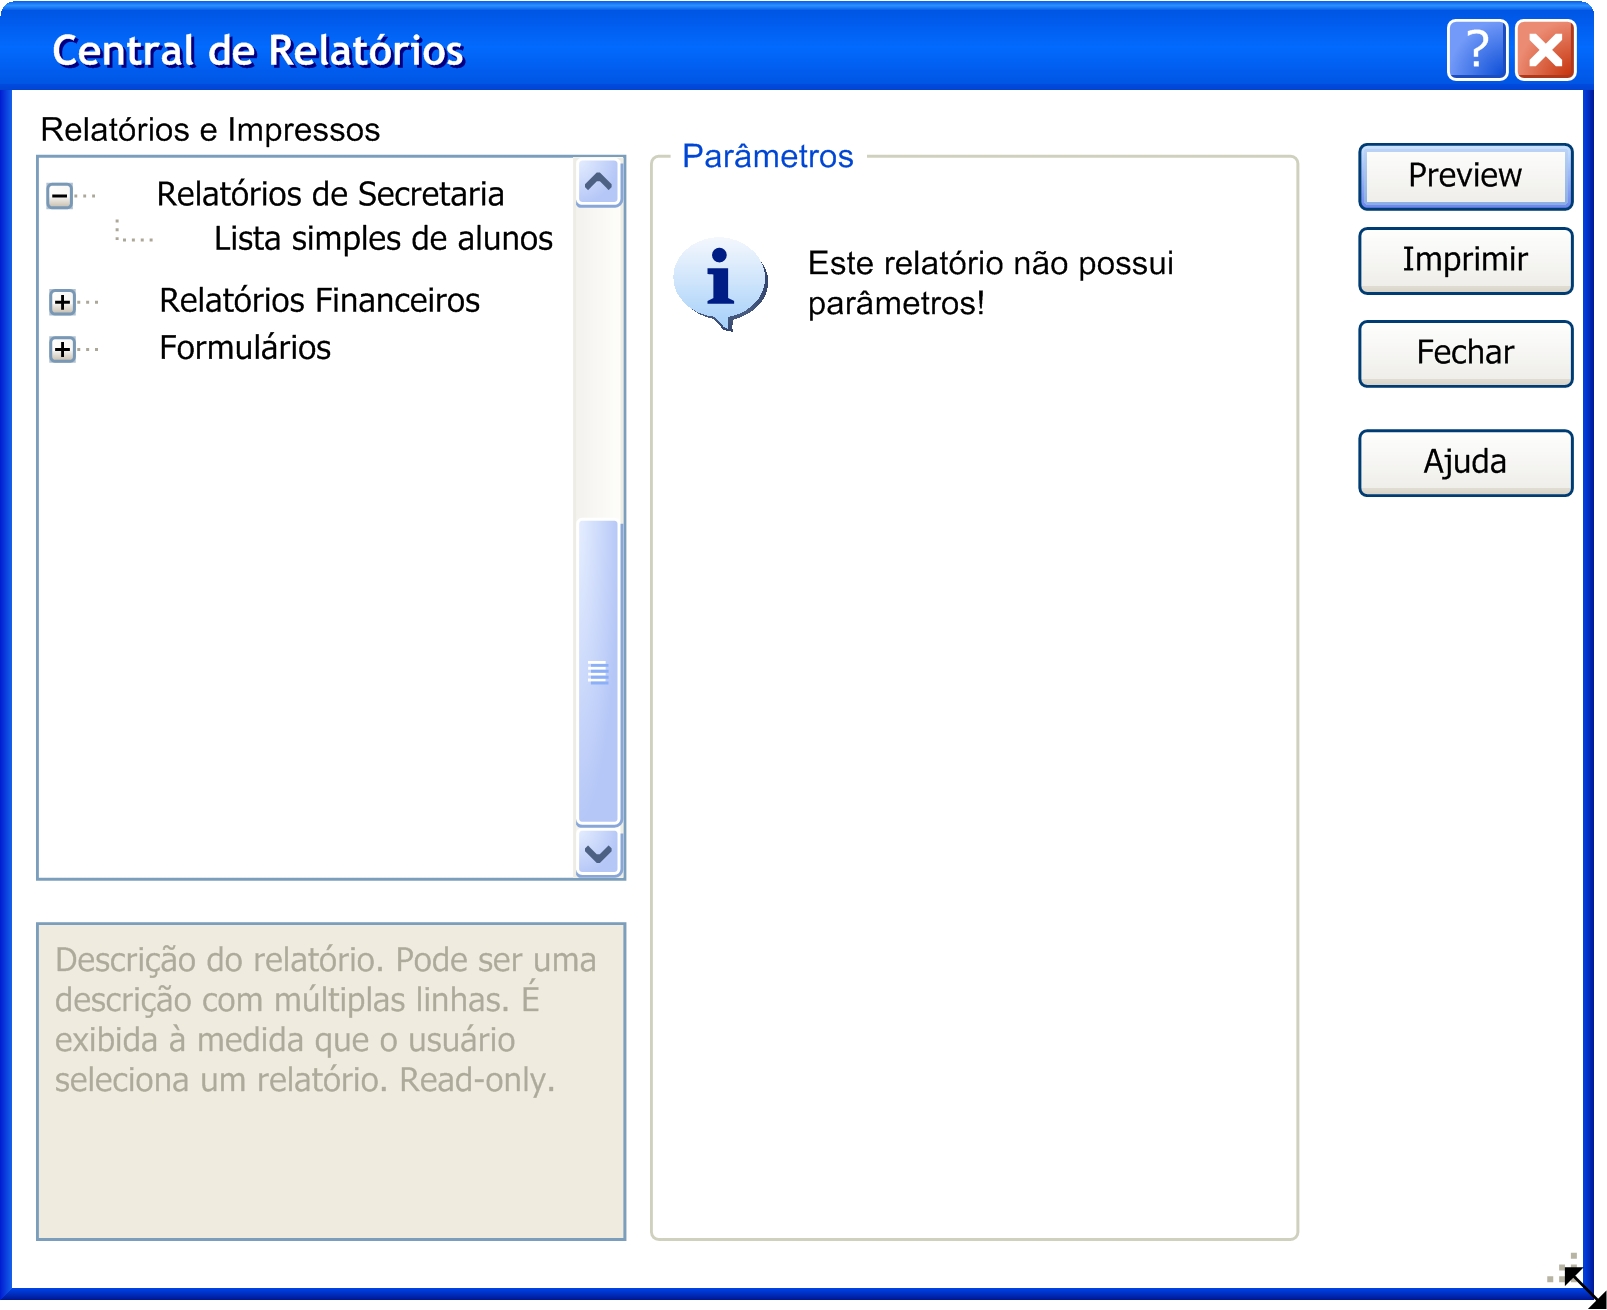 Central de Relatórios
?
Relatórios e Impressos
Relatórios de Secretaria
Lista simples de alunos
Relatórios Financeiros
Formulários
Descrição do relatório. Pode ser uma
descrição com múltiplas linhas. É
exibida à medida que o usuário
seleciona um relatório. Read-only.
Parâmetros
Este relatório não possui
parâmetros!
Preview
Imprimir
Fechar
Ajuda